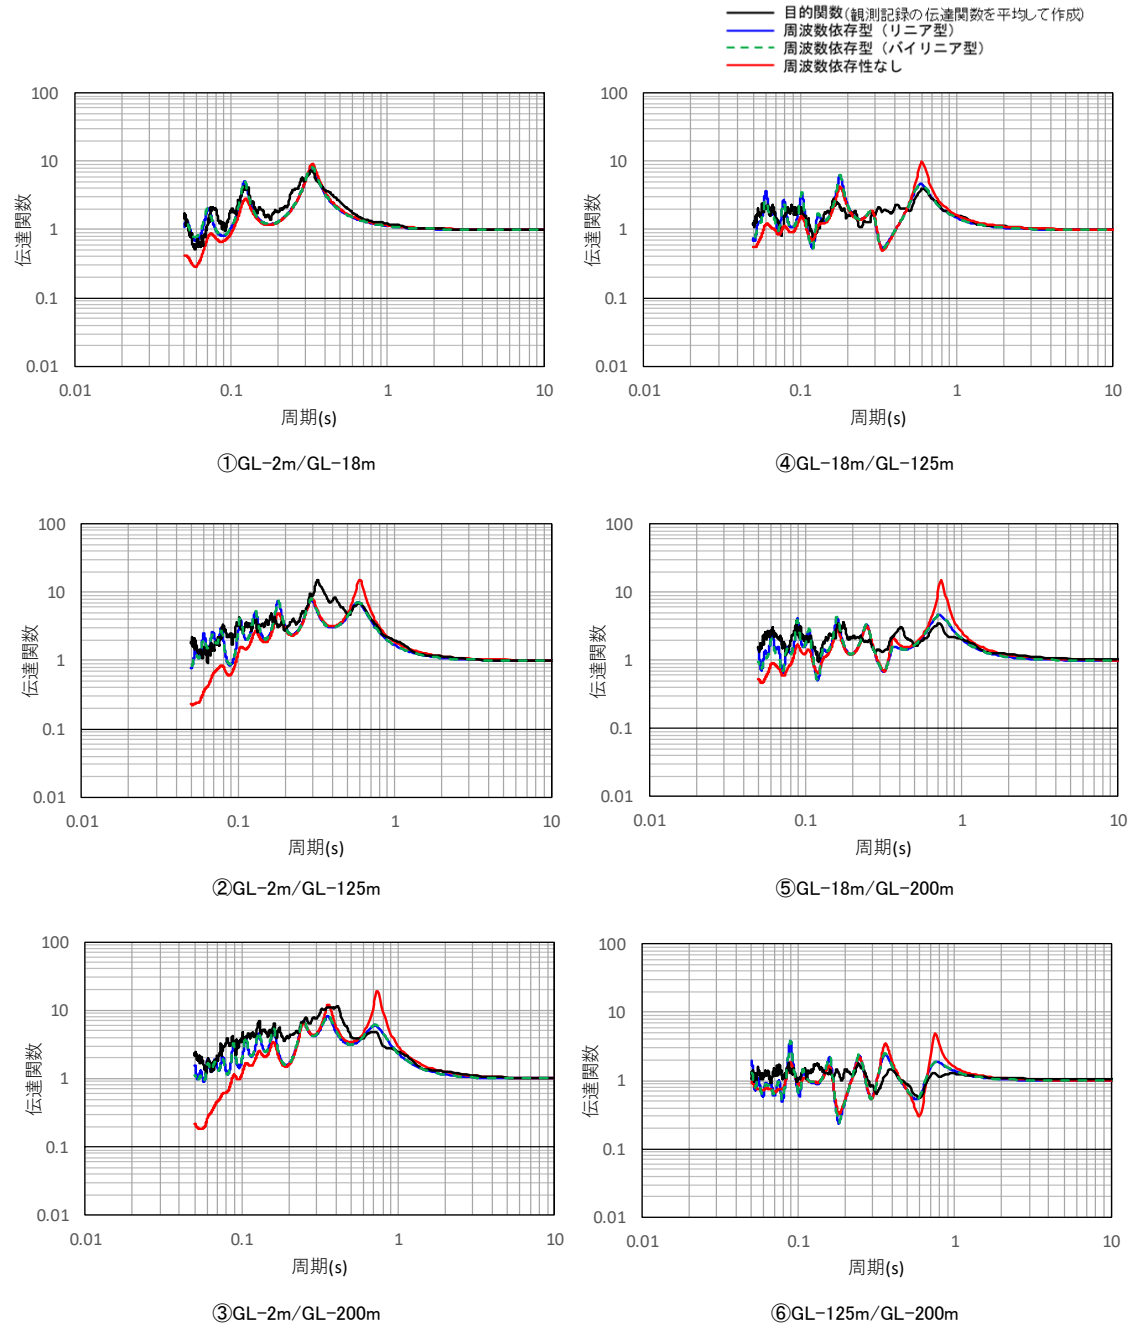 目的関数(観測記録の伝達関数を平均して作成)
周波数依存型（リニア型）
周波数依存型（バイリニア型）
周波数依存性なし
100
10
1
0.1
0.01
伝達関数
0.01
0.1
1
10
周期(s)
①GL-2m/GL-18m
100
10
1
0.1
0.01
伝達関数
0.01
0.1
1
10
周期(s)
④GL-18m/GL-125m
100
10
1
0.1
0.01
伝達関数
0.01
0.1
1
10
周期(s)
②GL-2m/GL-125m
100
10
1
0.1
0.01
伝達関数
0.01
0.1
1
10
周期(s)
⑤GL-18m/GL-200m
100
10
1
0.1
0.01
伝達関数
0.01
0.1
1
10
周期(s)
③GL-2m/GL-200m
100
10
1
0.1
0.01
伝達関数
0.01
0.1
1
10
周期(s)
⑥GL-125m/GL-200m